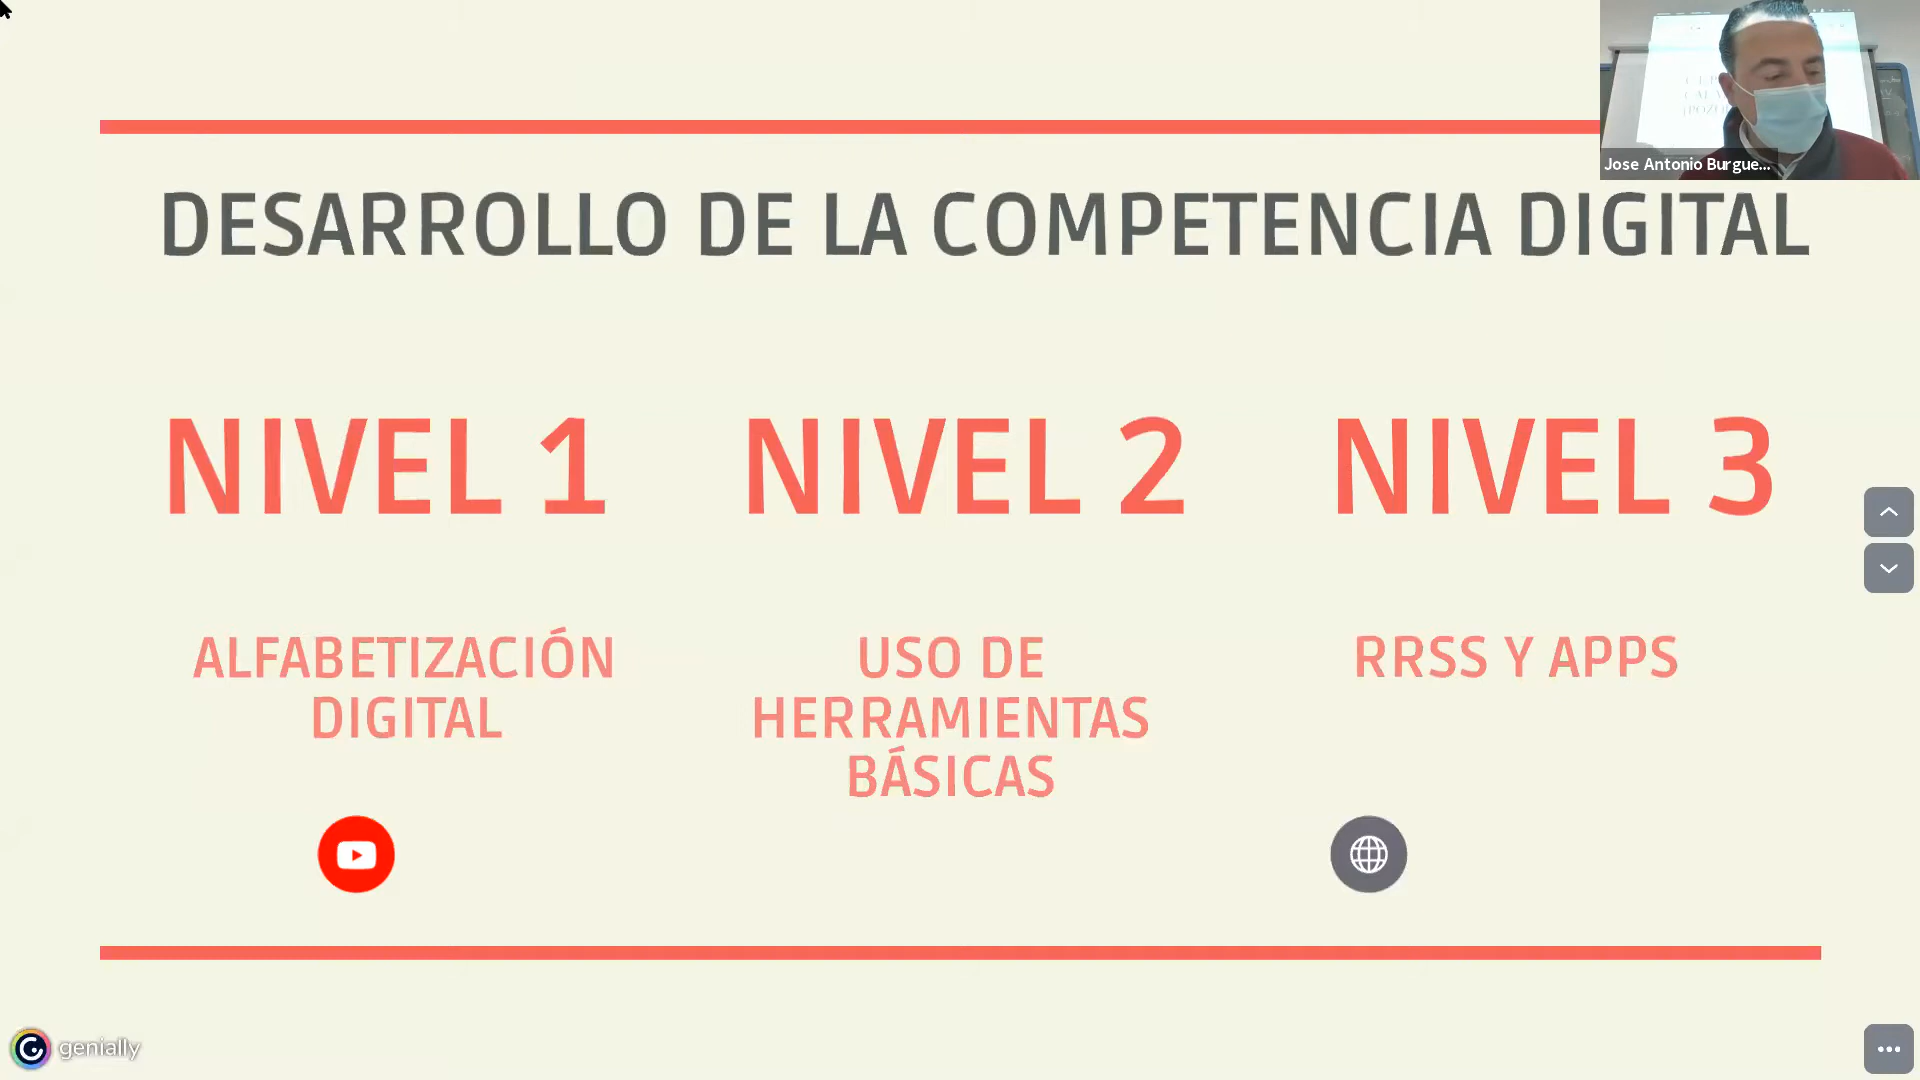 Jose Antonio Burgue...
DESARROLLO DE LA COMPETENCIA DIGITAL
NIVEL 1
NIVEL 2
NIVEL 3
ALFABETIZACIÓN
DIGITAL
USO DE
HERRAMIENTAS
BÁSICAS
RRSS Y APPS
genially